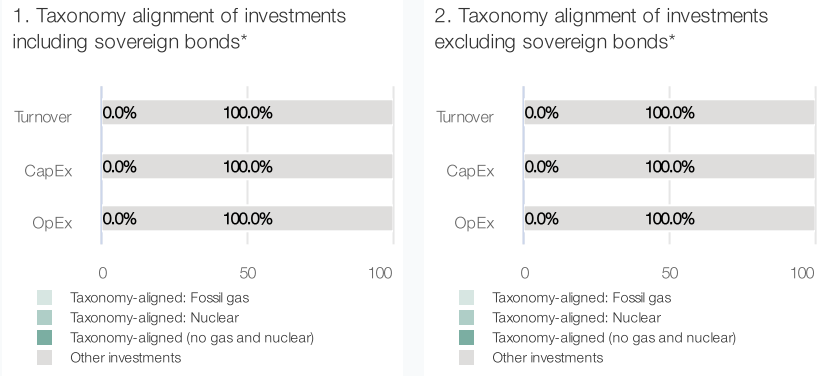 1. Taxonomy alignment of investments
including sovereign bonds*
Turnover
0.0%
100.0%
CapEx
0.0%
100.0%
OpEx
0.0%
100.0%
0
50
100
Taxonomy-aligned: Fossil gas
Taxonomy-aligned: Nuclear
Taxonomy-aligned (no gas and nuclear)
Other investments
2. Taxonomy alignment of investments
excluding sovereign bonds*
Turnover
0.0%
100.0%
CapEx
0.0%
100.0%
OpEx
0.0%
100.0%
0
50
100
Taxonomy-aligned: Fossil gas
Taxonomy-aligned: Nuclear
Taxonomy-aligned (no gas and nuclear)
Other investments